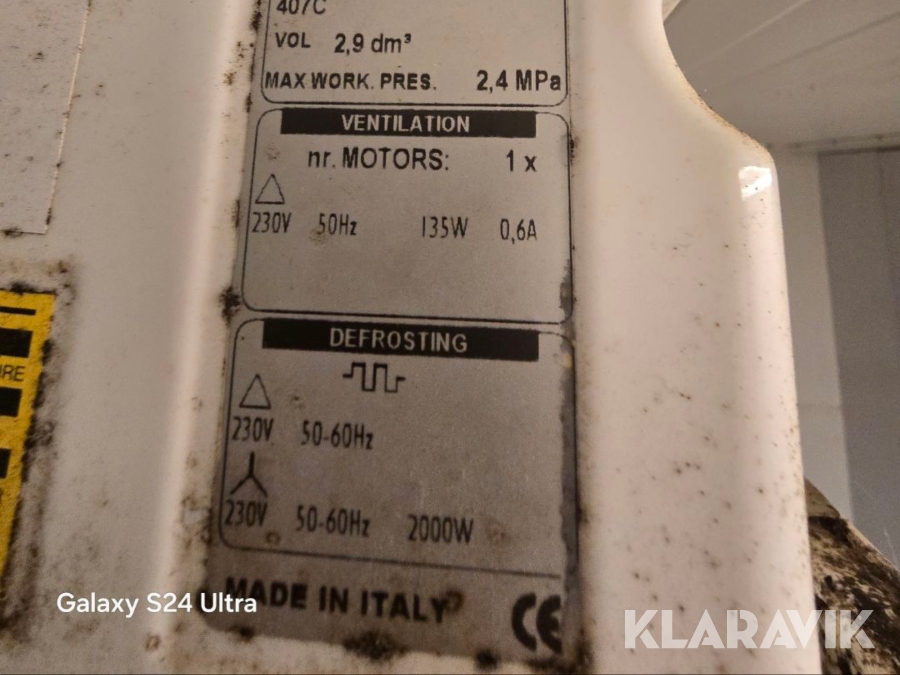 407C
VOL 2,9 dm³
MAX WORK. PRES. 2,4 MPa
VENTILATION
nr. MOTORS: 1 x
230V 50Hz 135W 0,6A
DEFROSTING
230V 50-60Hz
230V 50-60Hz 2000W
MADE IN ITALY
CE
ORE
Galaxy S24 Ultra
KLARAVIK